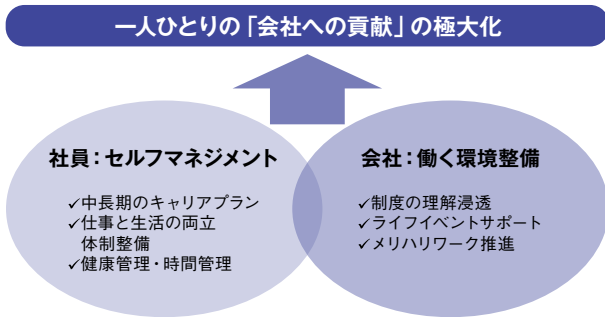 一人ひとりの「会社への貢献」の極大化
社員：セルフマネジメント
✓中長期のキャリアプラン
✓仕事と生活の両立
体制整備
✓健康管理・時間管理
会社：働く環境整備
✓制度の理解浸透
✓ライフイベントサポート
✓メリハリワーク推進